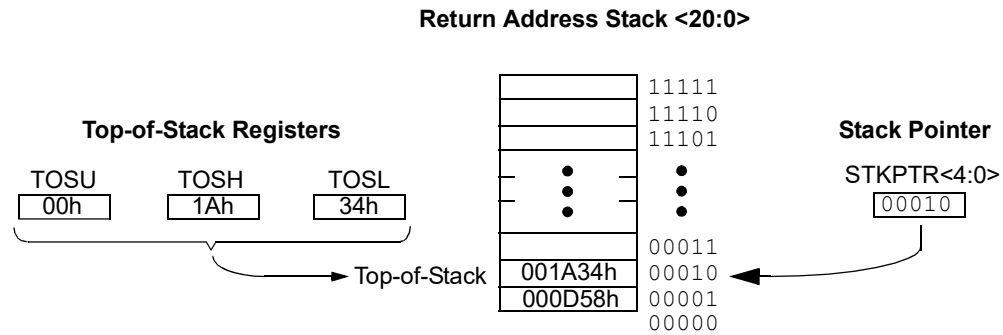 Return Address Stack <20:0>
11111
11110
11101
Top-of-Stack Registers
Stack Pointer
TOSU TOSH TOSL
STKPTR<4:0>
00h 1Ah 34h
00010
00011
Top-of-Stack 001A34h 00010
000D58h 00001
00000